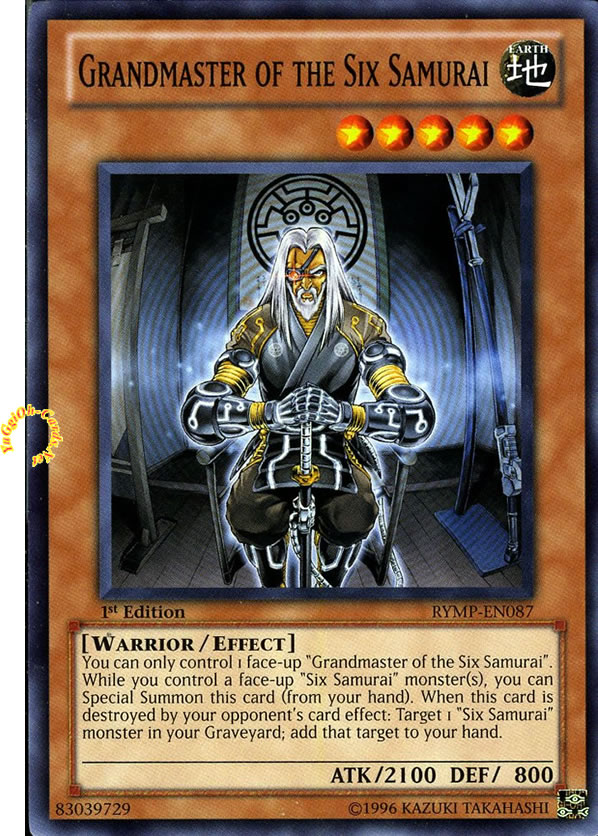 GRANDMASTER OF THE SIX SAMURAI
EARTH
地
YuGgiOh-Cards.Net
1st Edition
RYMP-EN087
[WARRIOR / EFFECT]
You can only control 1 face-up "Grandmaster of the Six Samurai".
While you control a face-up "Six Samurai" monster(s), you can
Special Summon this card (from your hand). When this card is
destroyed by your opponent's card effect: Target 1 "Six Samurai"
monster in your Graveyard; add that target to your hand.
ATK/2100 DEF/ 800
83039729
©1996 KAZUKI TAKAHASHI